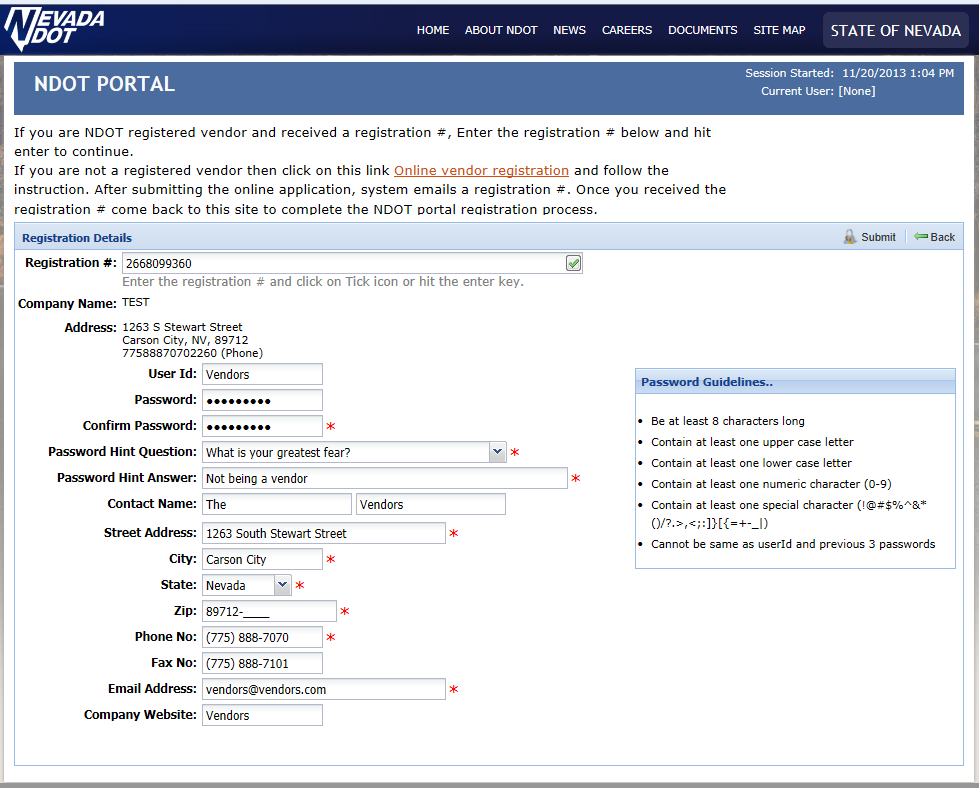 NEVADA
DOT
HOME ABOUT NDOT NEWS CAREERS DOCUMENTS SITE MAP STATE OF NEVADA
NDOT PORTAL
Session Started: 11/20/2013 1:04 PM
Current User: [None]
If you are NDOT registered vendor and received a registration #, Enter the registration # below and hit
enter to continue.
If you are not a registered vendor then click on this link Online vendor registration and follow the
instruction. After submitting the online application, system emails a registration #. Once you received the
registration # come back to this site to complete the NDOT portal registration process.
Registration Details Submit Back
Registration #: 2668099360
Enter the registration # and click on Tick icon or hit the enter key.
Company Name: TEST
Address: 1263 S Stewart Street
Carson City, NV, 89712
77588870702260 (Phone)
User Id: Vendors
Password: ●●●●●●●●●
Confirm Password: ●●●●●●●●● *
Password Hint Question: What is your greatest fear? *
Password Hint Answer: Not being a vendor *
Contact Name: The Vendors
Street Address: 1263 South Stewart Street *
City: Carson City *
State: Nevada *
Zip: 89712-____ *
Phone No: (775) 888-7070 *
Fax No: (775) 888-7101
Email Address: vendors@vendors.com *
Company Website: Vendors
Password Guidelines..
• Be at least 8 characters long
• Contain at least one upper case letter
• Contain at least one lower case letter
• Contain at least one numeric character (0-9)
• Contain at least one special character (!@#$%^&*
()/?.>,<;:]}[{=+-_|)
• Cannot be same as userId and previous 3 passwords